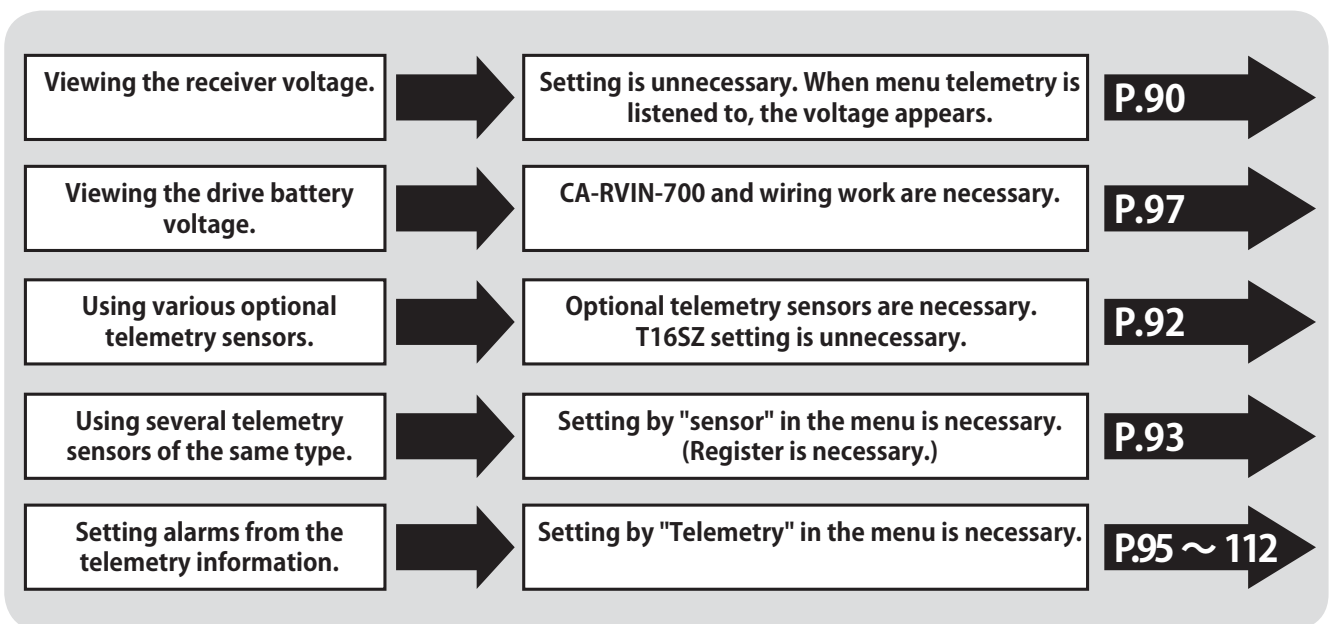 Viewing the receiver voltage.
Setting is unnecessary. When menu telemetry is
listened to, the voltage appears.
P.90
Viewing the drive battery
voltage.
CA-RVIN-700 and wiring work are necessary.
P.97
Using various optional
telemetry sensors.
Optional telemetry sensors are necessary.
T16SZ setting is unnecessary.
P.92
Using several telemetry
sensors of the same type.
Setting by "sensor" in the menu is necessary.
(Register is necessary.)
P.93
Setting alarms from the
telemetry information.
Setting by "Telemetry" in the menu is necessary.
P.95 ～ 112